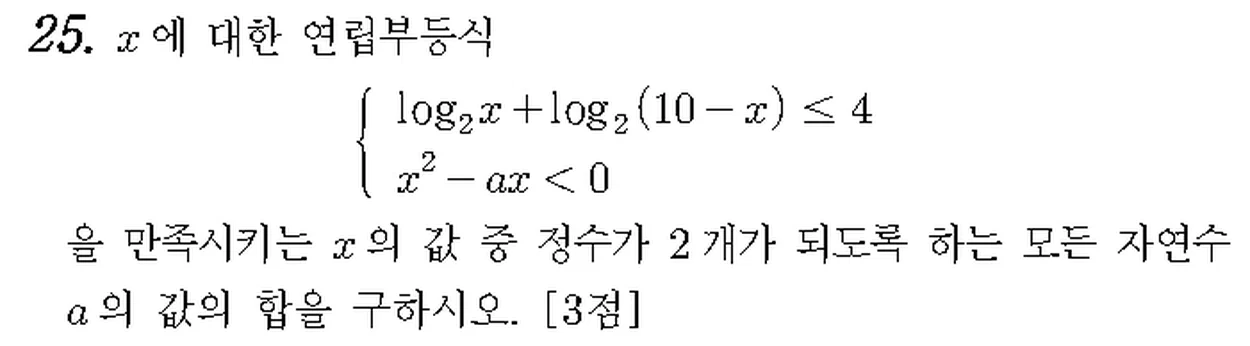 25. x에 대한 연립부등식
log₂x + log₂(10 − x) ≤ 4
x² − ax < 0
을 만족시키는 x의 값 중 정수가 2개가 되도록 하는 모든 자연수
a의 값의 합을 구하시오. [3점]